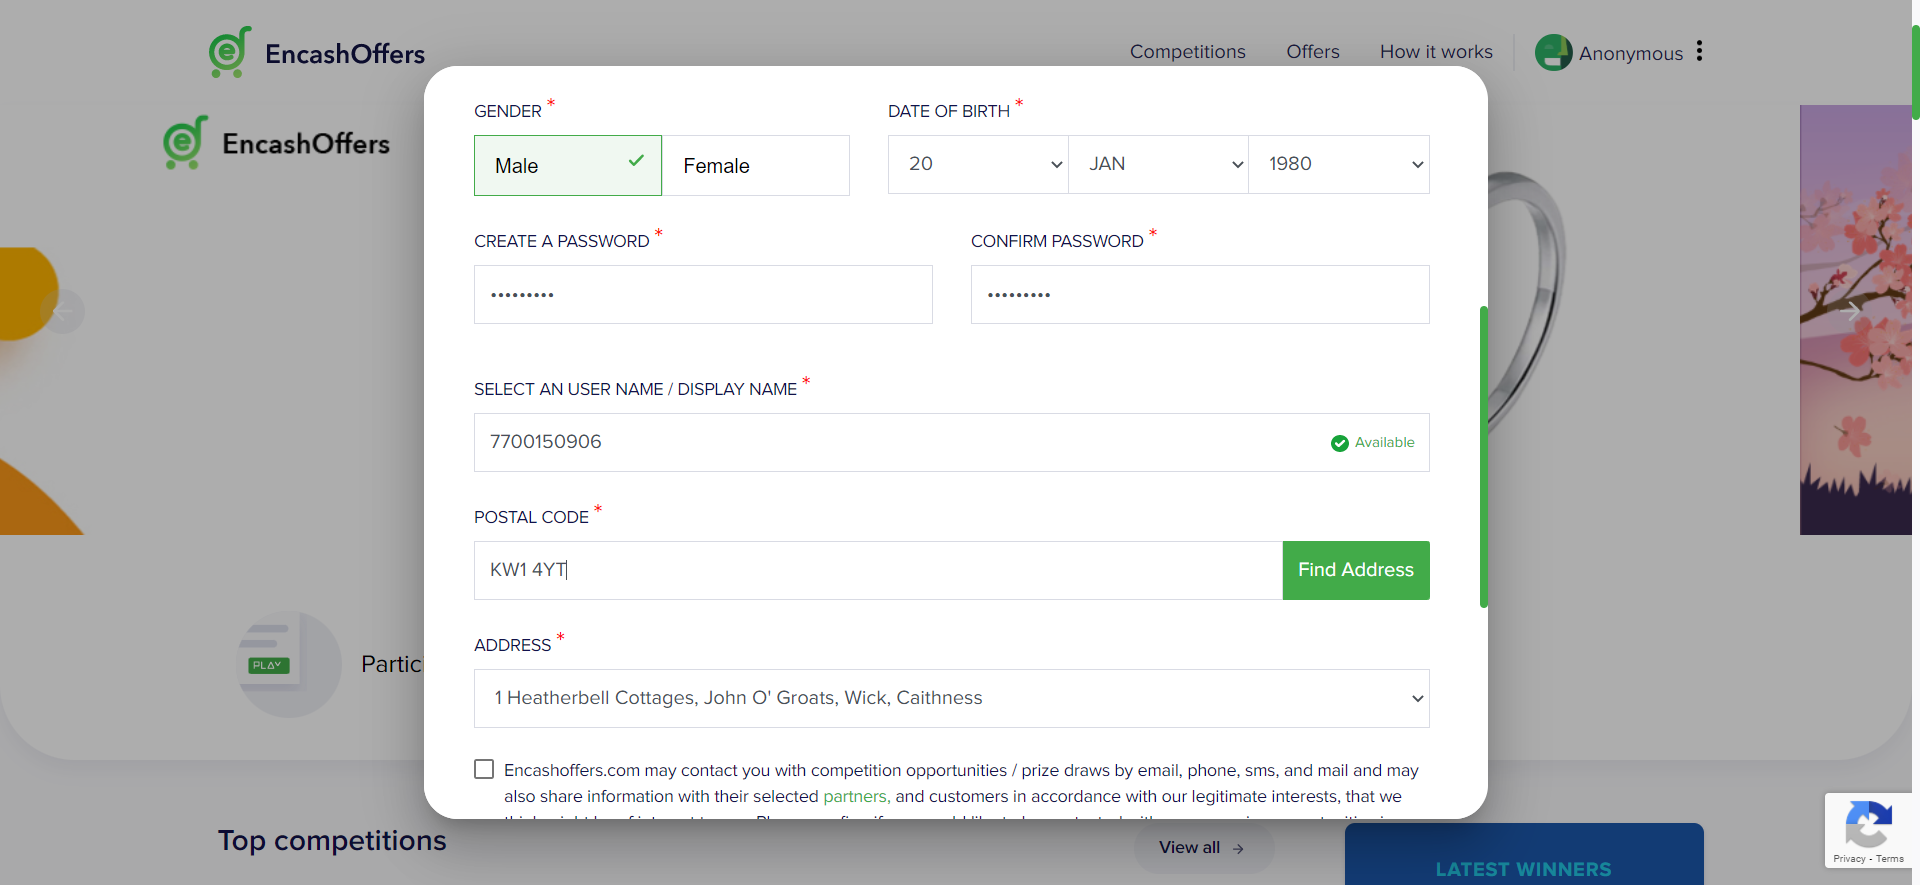 EncashOffers
Competitions
Offers
How it works
Anonymous
EncashOffers
GENDER *
DATE OF BIRTH *
Male
Female
20
JAN
1980
CREATE A PASSWORD *
CONFIRM PASSWORD *
•••••••••
•••••••••
SELECT AN USER NAME / DISPLAY NAME *
7700150906
Available
POSTAL CODE *
KW1 4YT
Find Address
ADDRESS *
PLAY
1 Heatherbell Cottages, John O' Groats, Wick, Caithness
Encashoffers.com may contact you with competition opportunities / prize draws by email, phone, sms, and mail and may
also share information with their selected partners, and customers in accordance with our legitimate interests, that we
Top competitions
View all
LATEST WINNERS
Privacy - Terms